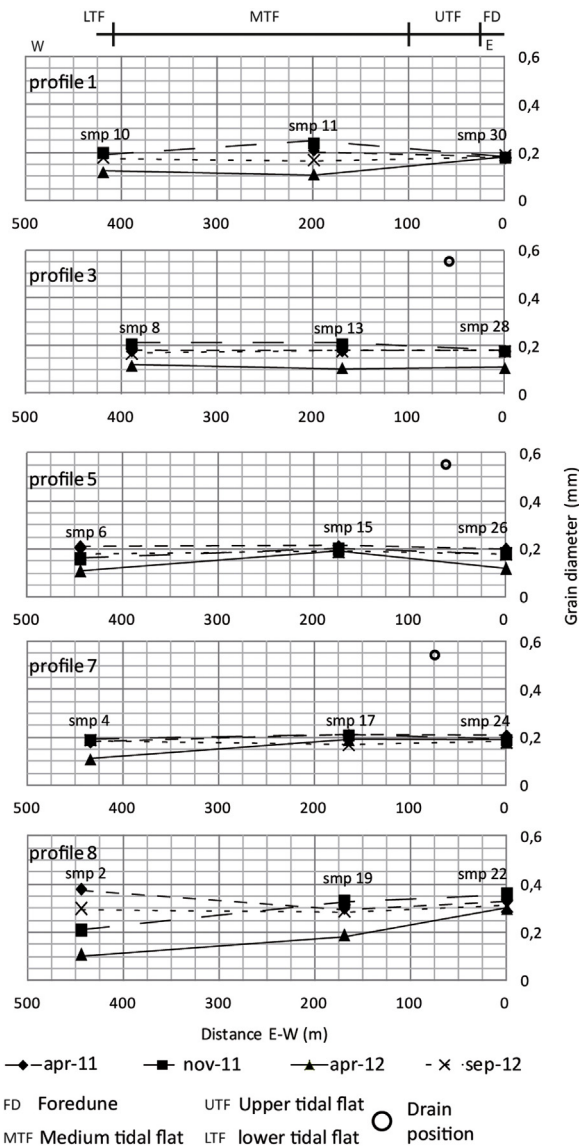 LTF MTF UTF FD
W E
0,6
profile 1
smp 10 smp 11 smp 30
0,4
0,2
0
500 400 300 200 100 0
0,6
profile 3
0,4
smp 8 smp 13 smp 28
0,2
0
500 400 300 200 100 0
0,6
profile 5
0,4
smp 6 smp 15 smp 26
0,2
0
500 400 300 200 100 0
0,6
profile 7
0,4
smp 4 smp 17 smp 24
0,2
0
500 400 300 200 100 0
0,6
profile 8
smp 2 smp 19 smp 22
0,4
0,2
0
500 400 300 200 100 0
Grain diameter (mm)
Distance E-W (m)
apr-11 nov-11 apr-12 sep-12
FD Foredune UTF Upper tidal flat Drain
MTF Medium tidal flat LTF lower tidal flat position